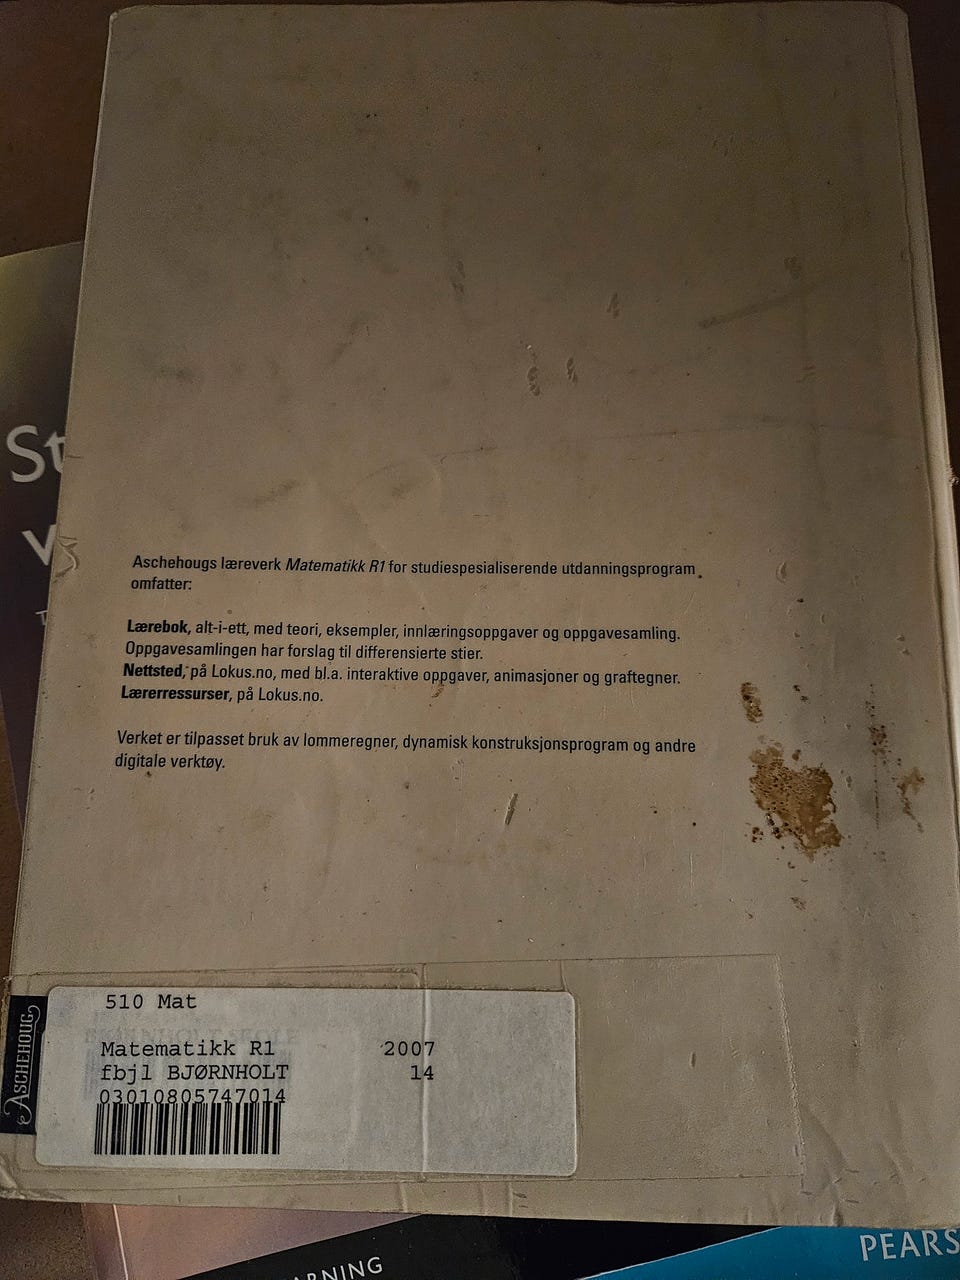 St
Aschehougs læreverk Matematikk R1 for studiespesialiserende utdanningsprogram
omfatter:
Lærebok, alt-i-ett, med teori, eksempler, innlæringsoppgaver og oppgavesamling.
Oppgavesamlingen har forslag til differensierte stier.
Nettsted, på Lokus.no, med bl.a. interaktive oppgaver, animasjoner og graftegner.
Lærerressurser, på Lokus.no.
Verket er tilpasset bruk av lommeregner, dynamisk konstruksjonsprogram og andre
digitale verktøy.
ASCHEHOUG
510 Mat
Matematikk R1 2007
fbjl BJØRNHOLT 14
03010805747014
ARNING
PEARS